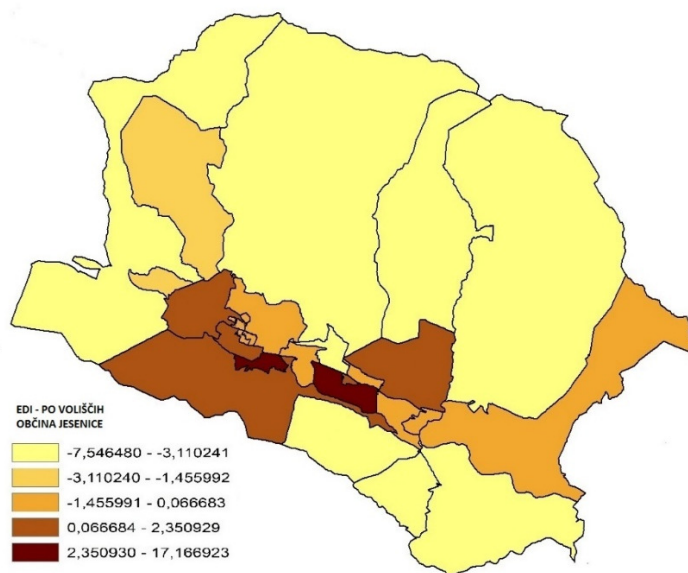 EDI - PO VOLIŠČIH
OBČINA JESENICE
-7,546480 - -3,110241
-3,110240 - -1,455992
-1,455991 - 0,066683
0,066684 - 2,350929
2,350930 - 17,166923